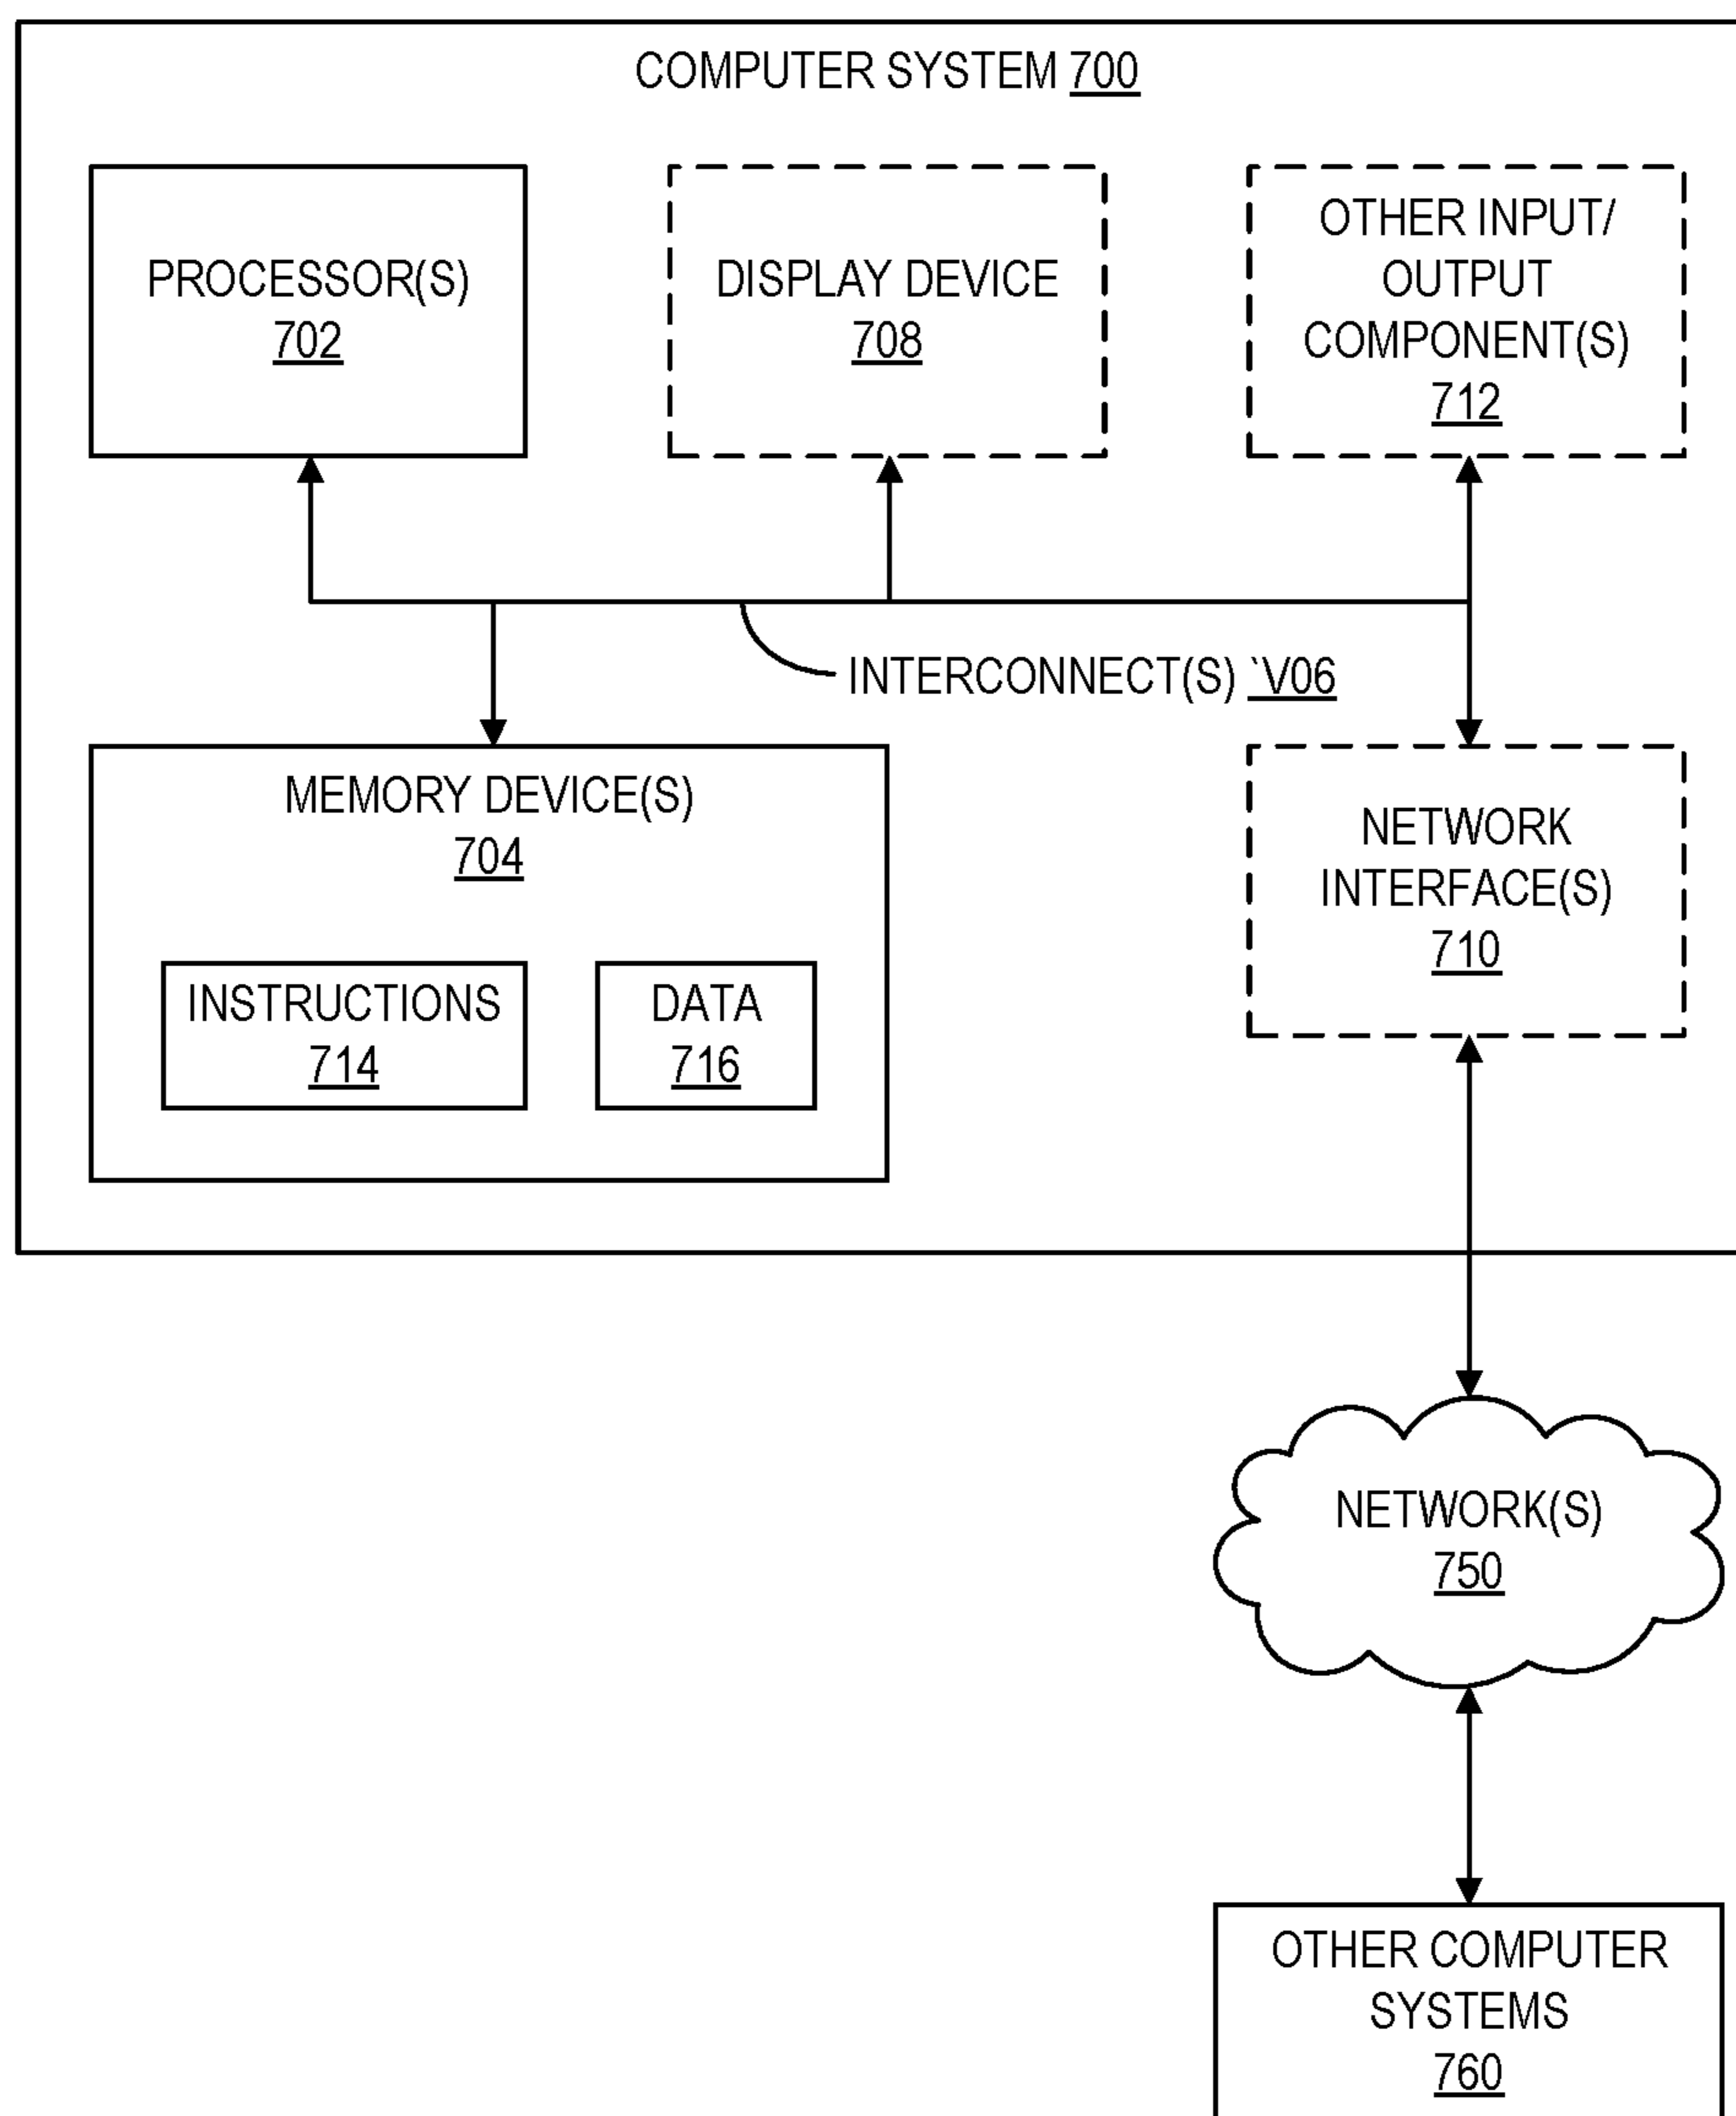 COMPUTER SYSTEM 700
PROCESSOR(S)
702
DISPLAY DEVICE
708
OTHER INPUT/
OUTPUT
COMPONENT(S)
712
INTERCONNECT(S) `V06
MEMORY DEVICE(S)
704
INSTRUCTIONS
714
DATA
716
NETWORK
INTERFACE(S)
710
NETWORK(S)
750
OTHER COMPUTER
SYSTEMS
760